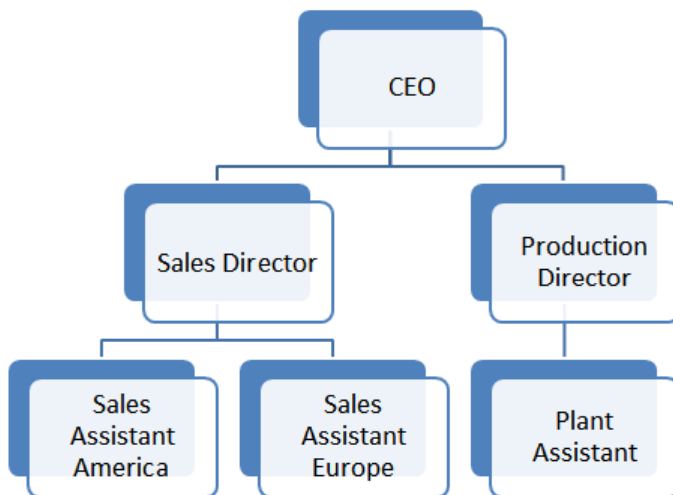 CEO
Sales Director
Production
Director
Sales
Assistant
America
Sales
Assistant
Europe
Plant
Assistant